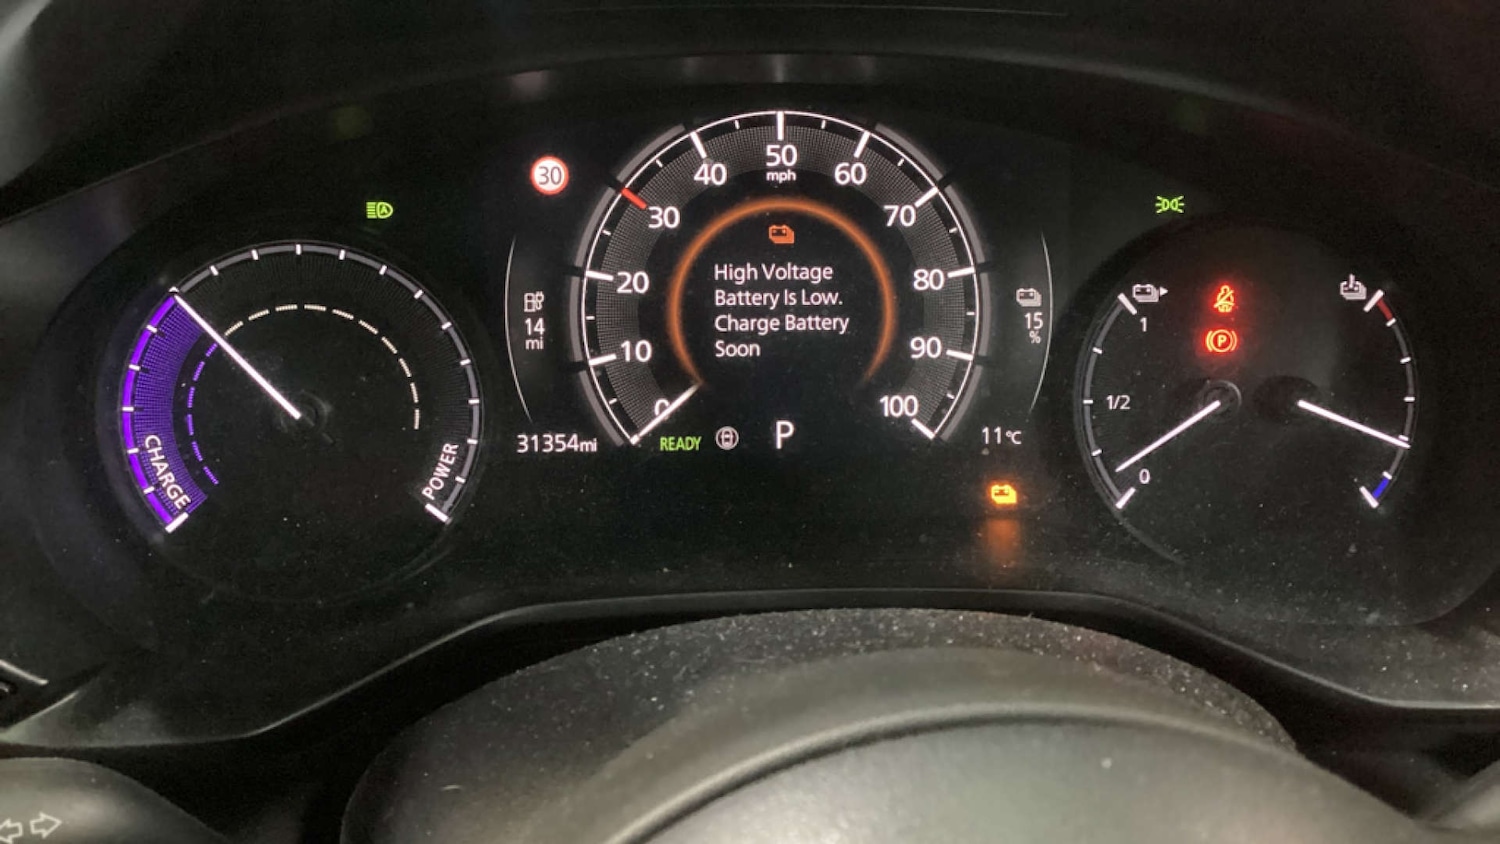 30
50
mph
40
60
30
70
20
80
10
90
0
100
High Voltage
Battery Is Low.
Charge Battery
Soon
14
mi
15
%
CHARGE
POWER
31354mi
READY
P
11°C
1
1/2
0
P
A